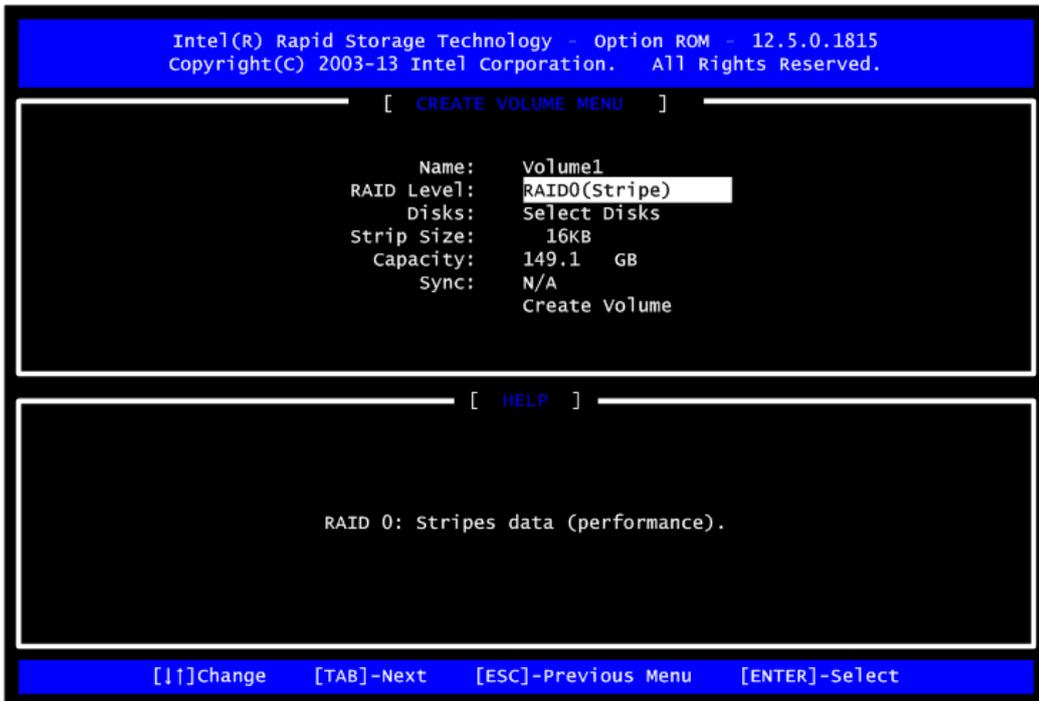 Intel(R) Rapid Storage Technology - Option ROM - 12.5.0.1815
Copyright(C) 2003-13 Intel Corporation. All Rights Reserved.
[ CREATE VOLUME MENU ]
Name: Volume1
RAID Level: RAID0(Stripe)
Disks: Select Disks
Strip Size: 16KB
Capacity: 149.1 GB
Sync: N/A
Create Volume
[ HELP ]
RAID 0: Stripes data (performance).
[↓↑]Change [TAB]-Next [ESC]-Previous Menu [ENTER]-Select